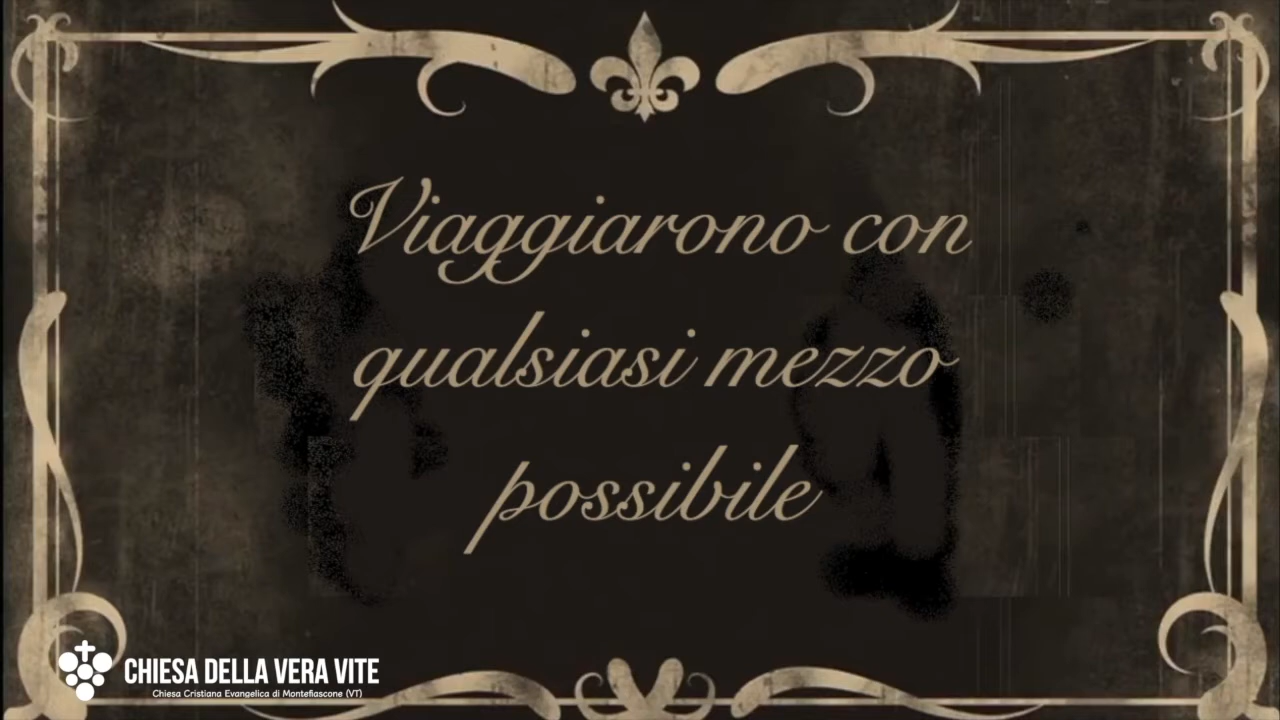 Viaggiarono con
qualsiasi mezzo
possibile
CHIESA DELLA VERA VITE
Chiesa Cristiana Evangelica di Montefiascone (VT)